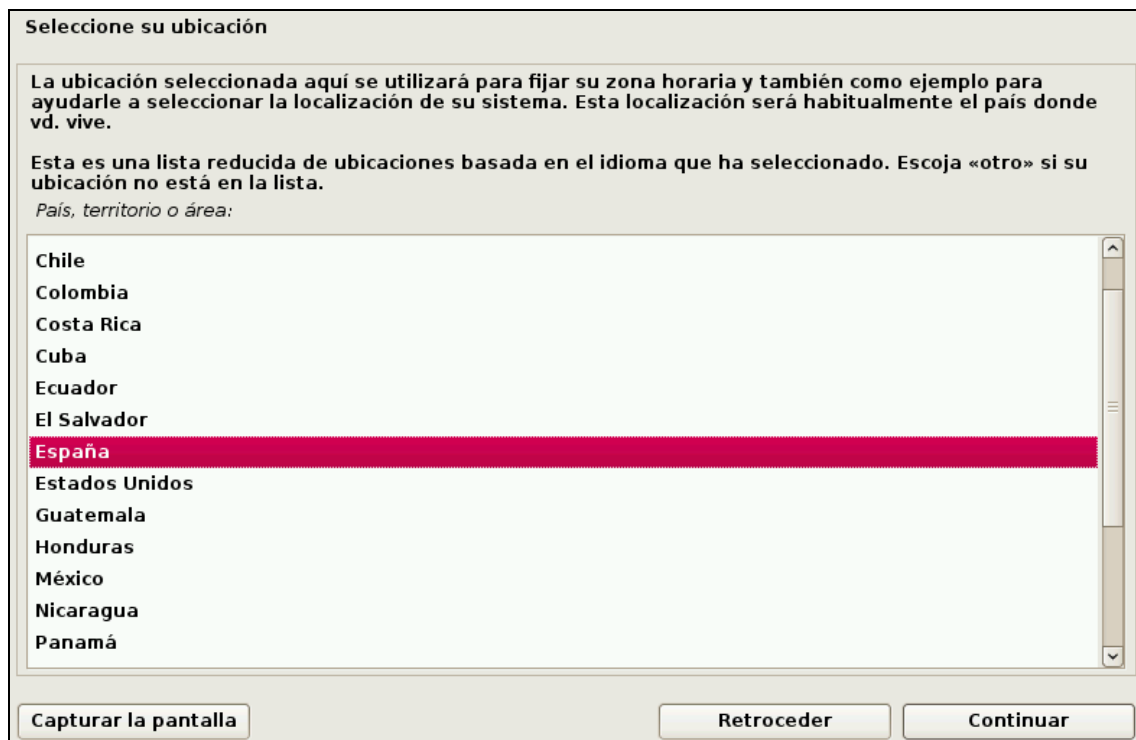 Seleccione su ubicación
La ubicación seleccionada aquí se utilizará para fijar su zona horaria y también como ejemplo para
ayudarle a seleccionar la localización de su sistema. Esta localización será habitualmente el país donde
vd. vive.
Esta es una lista reducida de ubicaciones basada en el idioma que ha seleccionado. Escoja «otro» si su
ubicación no está en la lista.
País, territorio o área:
Chile
Colombia
Costa Rica
Cuba
Ecuador
El Salvador
España
Estados Unidos
Guatemala
Honduras
México
Nicaragua
Panamá
Capturar la pantalla
Retroceder
Continuar